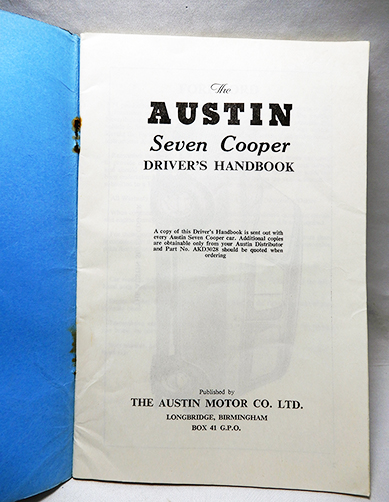 The
AUSTIN
Seven Cooper
DRIVER'S HANDBOOK
A copy of this Driver's Handbook is sent out with
every Austin Seven Cooper car. Additional copies
are obtainable only from your Austin Distributor
and Part No. AKD3028 should be quoted when
ordering
Published by
THE AUSTIN MOTOR CO. LTD.
LONGBRIDGE, BIRMINGHAM
BOX 41 G.P.O.